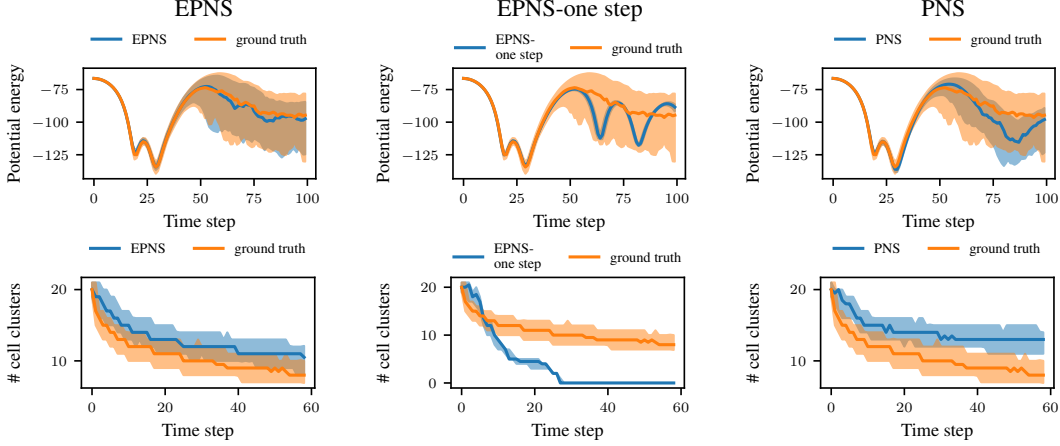 EPNS
EPNS-one step
PNS
EPNS
ground truth
EPNS-
one step
ground truth
PNS
ground truth
Potential energy
−75
−100
−125
0
25
50
75
100
Time step
Potential energy
−75
−100
−125
0
25
50
75
100
Time step
Potential energy
−75
−100
−125
0
25
50
75
100
Time step
EPNS
ground truth
EPNS-
one step
ground truth
PNS
ground truth
# cell clusters
20
10
0
20
40
60
Time step
# cell clusters
20
10
0
0
20
40
60
Time step
# cell clusters
20
10
0
20
40
60
Time step